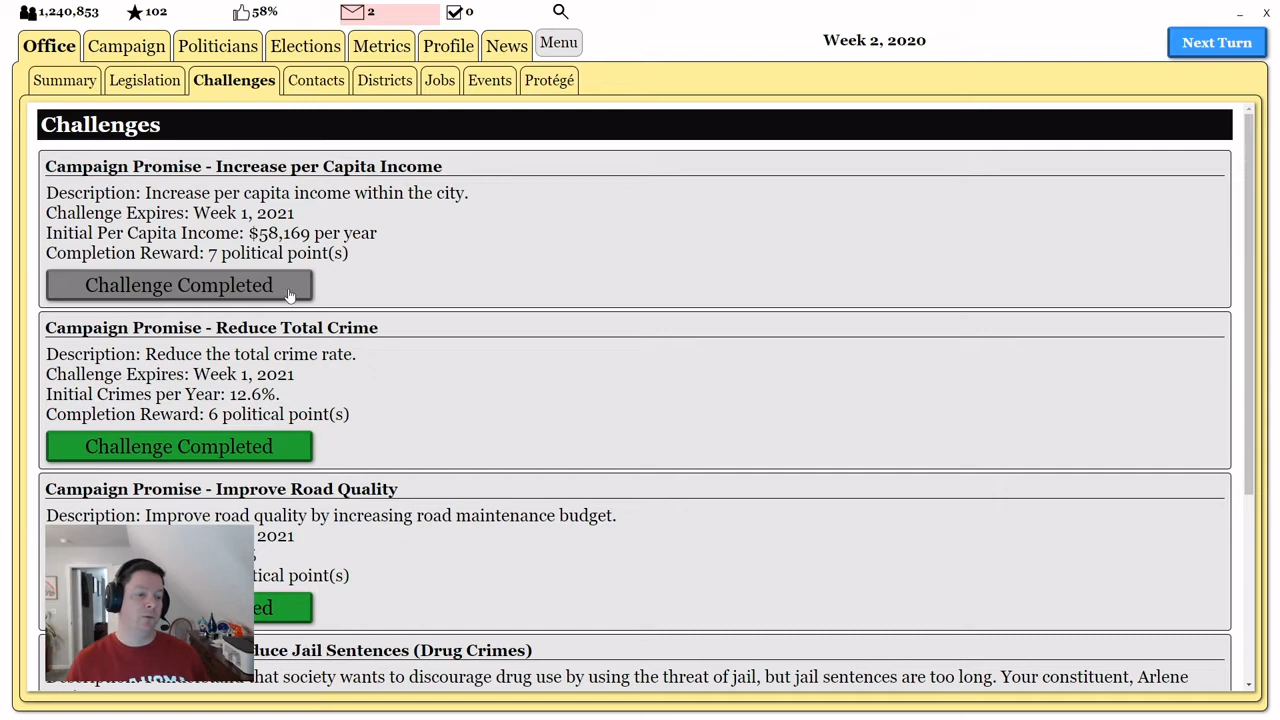 1,240,853 102 58% 2 0
_ X
Office Campaign Politicians Elections Metrics Profile News Menu
Week 2, 2020
Next Turn
Summary Legislation Challenges Contacts Districts Jobs Events Protégé
Challenges
Campaign Promise - Increase per Capita Income
Description: Increase per capita income within the city.
Challenge Expires: Week 1, 2021
Initial Per Capita Income: $58,169 per year
Completion Reward: 7 political point(s)
Challenge Completed
Campaign Promise - Reduce Total Crime
Description: Reduce the total crime rate.
Challenge Expires: Week 1, 2021
Initial Crimes per Year: 12.6%.
Completion Reward: 6 political point(s)
Challenge Completed
Campaign Promise - Improve Road Quality
Description: Improve road quality by increasing road maintenance budget.
2021
%
tical point(s)
ed
duce Jail Sentences (Drug Crimes)
that society wants to discourage drug use by using the threat of jail, but jail sentences are too long. Your constituent, Arlene